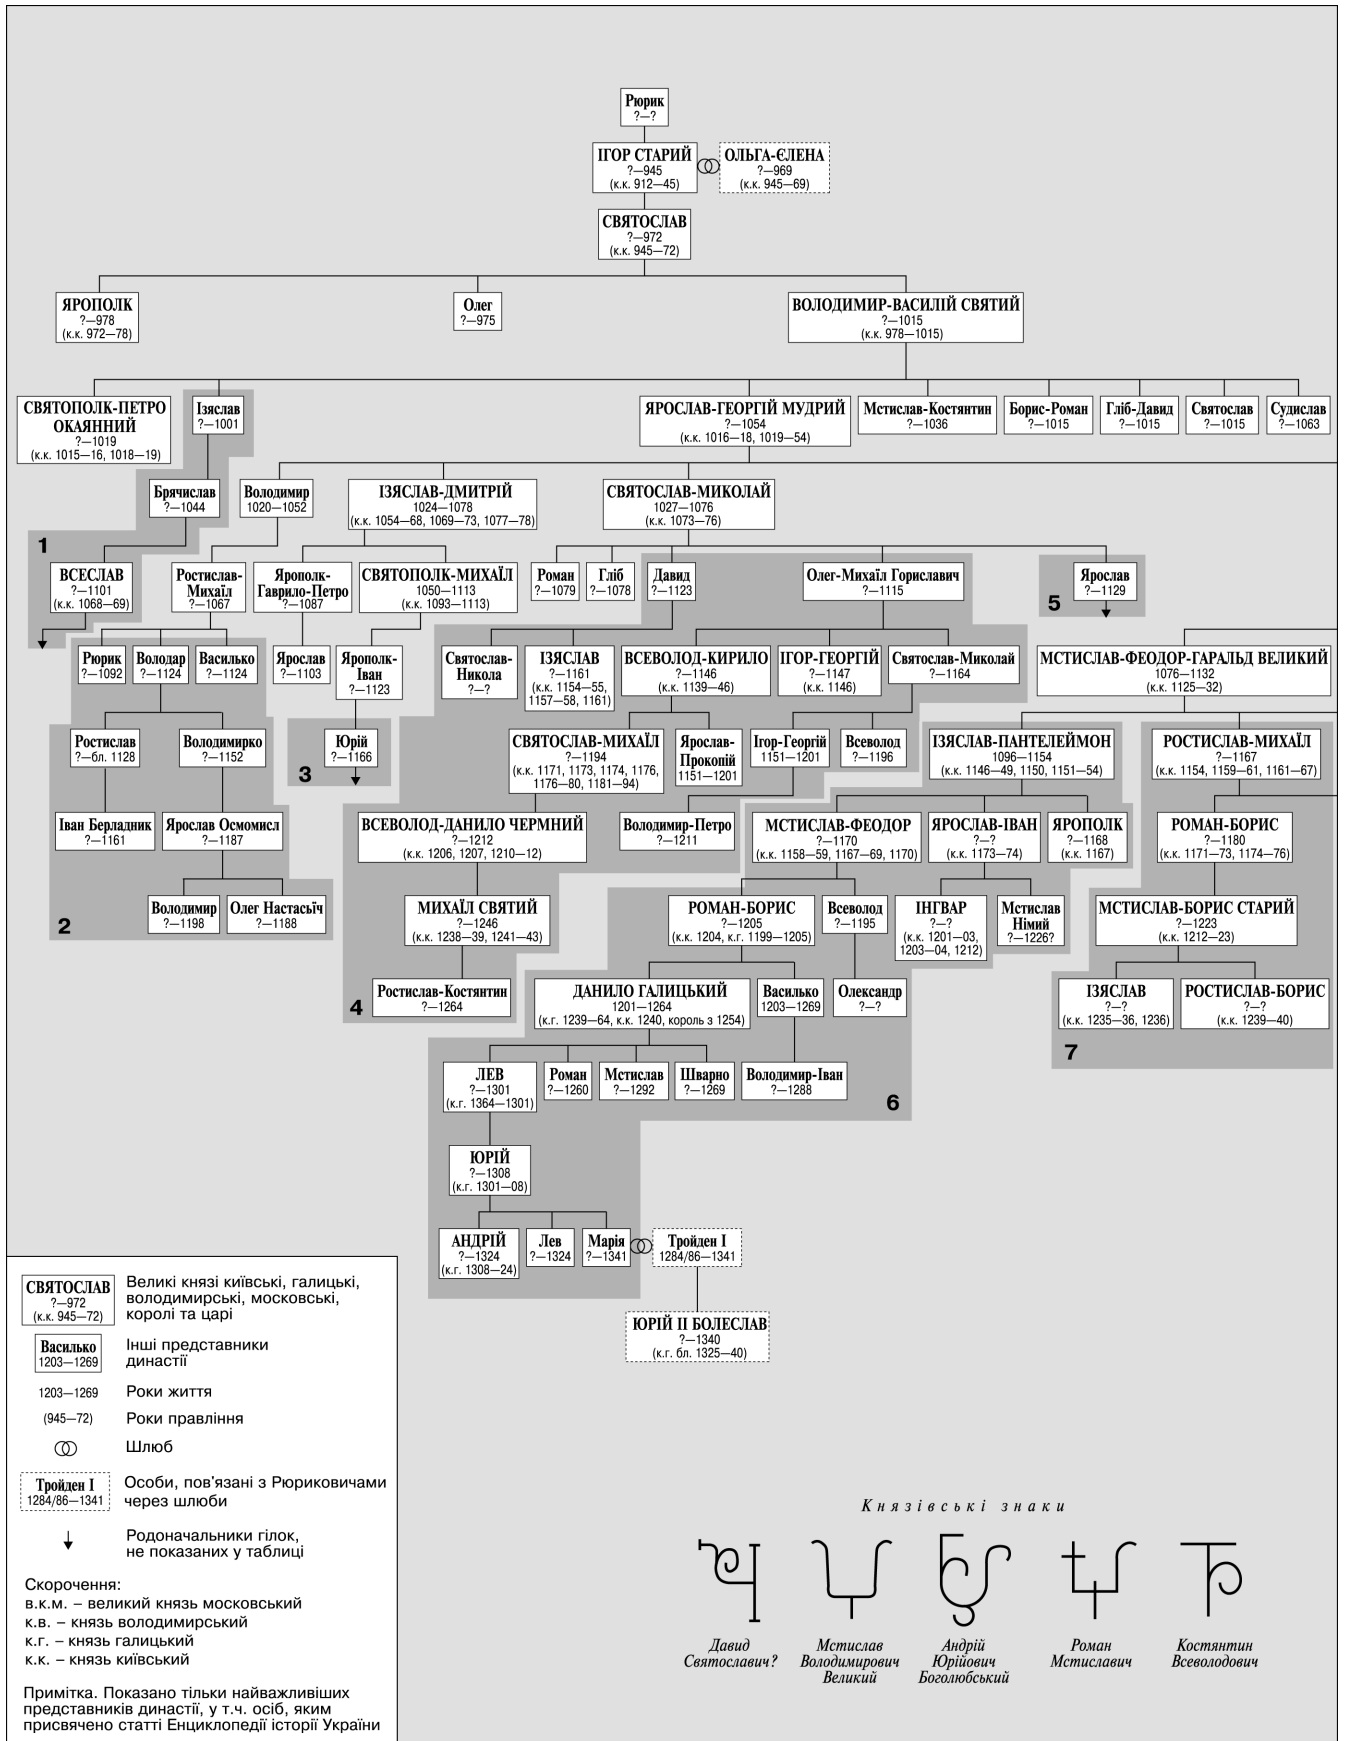 Рюрик
?—?
ІГОР СТАРИЙ
?—945
(к.к. 912—45)
ОЛЬГА-ЄЛЕНА
?—969
(к.к. 945—69)
СВЯТОСЛАВ
?—972
(к.к. 945—72)
ЯРОПОЛК
?—978
(к.к. 972—78)
Олег
?—975
ВОЛОДИМИР-ВАСИЛІЙ СВЯТИЙ
?—1015
(к.к. 978—1015)
СВЯТОПОЛК-ПЕТРО
ОКАЯННИЙ
?—1019
(к.к. 1015—16, 1018—19)
Ізяслав
?—1001
ЯРОСЛАВ-ГЕОРГІЙ МУДРИЙ
?—1054
(к.к. 1016—18, 1019—54)
Мстислав-Костянтин
?—1036
Борис-Роман
?—1015
Гліб-Давид
?—1015
Святослав
?—1015
Судислав
?—1063
Брячислав
?—1044
Володимир
1020—1052
ІЗЯСЛАВ-ДМИТРІЙ
1024—1078
(к.к. 1054—68, 1069—73, 1077—78)
СВЯТОСЛАВ-МИКОЛАЙ
1027—1076
(к.к. 1073—76)
1
ВСЕСЛАВ
?—1101
(к.к. 1068—69)
Ростислав-
Михаїл
?—1067
Ярополк-
Гаврило-Петро
?—1087
СВЯТОПОЛК-МИХАЇЛ
1050—1113
(к.к. 1093—1113)
Роман
?—1079
Гліб
?—1078
Давид
?—1123
Олег-Михаїл Гориславич
?—1115
5
Ярослав
?—1129
Рюрик
?—1092
Володар
?—1124
Василько
?—1124
Ярослав
?—1103
Ярополк-
Іван
?—1123
Святослав-
Никола
?—?
ІЗЯСЛАВ
?—1161
(к.к. 1154—55,
1157—58, 1161)
ВСЕВОЛОД-КИРИЛО
?—1146
(к.к. 1139—46)
ІГОР-ГЕОРГІЙ
?—1147
(к.к. 1146)
Святослав-Миколай
?—1164
МСТИСЛАВ-ФЕОДОР-ГАРАЛЬД ВЕЛИКИЙ
1076—1132
(к.к. 1125—32)
Ростислав
?—бл. 1128
Володимирко
?—1152
3
Юрій
?—1166
СВЯТОСЛАВ-МИХАЇЛ
?—1194
(к.к. 1171, 1173, 1174, 1176,
1176—80, 1181—94)
Ярослав-
Прокопій
1151—1201
Ігор-Георгій
1151—1201
Всеволод
?—1196
ІЗЯСЛАВ-ПАНТЕЛЕЙМОН
1096—1154
(к.к. 1146—49, 1150, 1151—54)
РОСТИСЛАВ-МИХАЇЛ
?—1167
(к.к. 1154, 1159—61, 1161—67)
Іван Берладник
?—1161
Ярослав Осмомисл
?—1187
ВСЕВОЛОД-ДАНИЛО ЧЕРМНИЙ
?—1212
(к.к. 1206, 1207, 1210—12)
Володимир-Петро
?—1211
МСТИСЛАВ-ФЕОДОР
?—1170
(к.к. 1158—59, 1167—69, 1170)
ЯРОСЛАВ-ІВАН
?—?
(к.к. 1173—74)
ЯРОПОЛК
?—1168
(к.к. 1167)
РОМАН-БОРИС
?—1180
(к.к. 1171—73, 1174—76)
2
Володимир
?—1198
Олег Настасьїч
?—1188
МИХАЇЛ СВЯТИЙ
?—1246
(к.к. 1238—39, 1241—43)
РОМАН-БОРИС
?—1205
(к.к. 1204, к.г. 1199—1205)
Всеволод
?—1195
ІНГВАР
?—?
(к.к. 1201—03,
1203—04, 1212)
Мстислав
Німий
?—1226?
МСТИСЛАВ-БОРИС СТАРИЙ
?—1223
(к.к. 1212—23)
4
Ростислав-Костянтин
?—1264
ДАНИЛО ГАЛИЦЬКИЙ
1201—1264
(к.г. 1239—64, к.к. 1240, король з 1254)
Василько
1203—1269
Олександр
?—?
ІЗЯСЛАВ
?—?
(к.к. 1235—36, 1236)
РОСТИСЛАВ-БОРИС
?—?
(к.к. 1239—40)
7
ЛЕВ
?—1301
(к.г. 1364—1301)
Роман
?—1260
Мстислав
?—1292
Шварно
?—1269
Володимир-Іван
?—1288
6
ЮРІЙ
?—1308
(к.г. 1301—08)
АНДРІЙ
?—1324
(к.г. 1308—24)
Лев
?—1324
Марія
?—1341
Тройден І
1284/86—1341
ЮРІЙ ІІ БОЛЕСЛАВ
?—1340
(к.г. бл. 1325—40)
СВЯТОСЛАВ
?—972
(к.к. 945—72)
Великі князі київські, галицькі,
володимирські, московські,
королі та царі
Василько
1203—1269
Інші представники
династії
1203—1269
Роки життя
(945—72)
Роки правління
Шлюб
Тройден І
1284/86—1341
Особи, пов'язані з Рюриковичами
через шлюби
Родоначальники гілок,
не показаних у таблиці
Скорочення:
в.к.м. – великий князь московський
к.в. – князь володимирський
к.г. – князь галицький
к.к. – князь київський
Примітка. Показано тільки найважливіших
представників династії, у т.ч. осіб, яким
присвячено статті Енциклопедії історії України
Князівські знаки
Давид
Святославич?
Мстислав
Володимирович
Великий
Андрій
Юрійович
Боголюбський
Роман
Мстиславич
Костянтин
Всеволодович